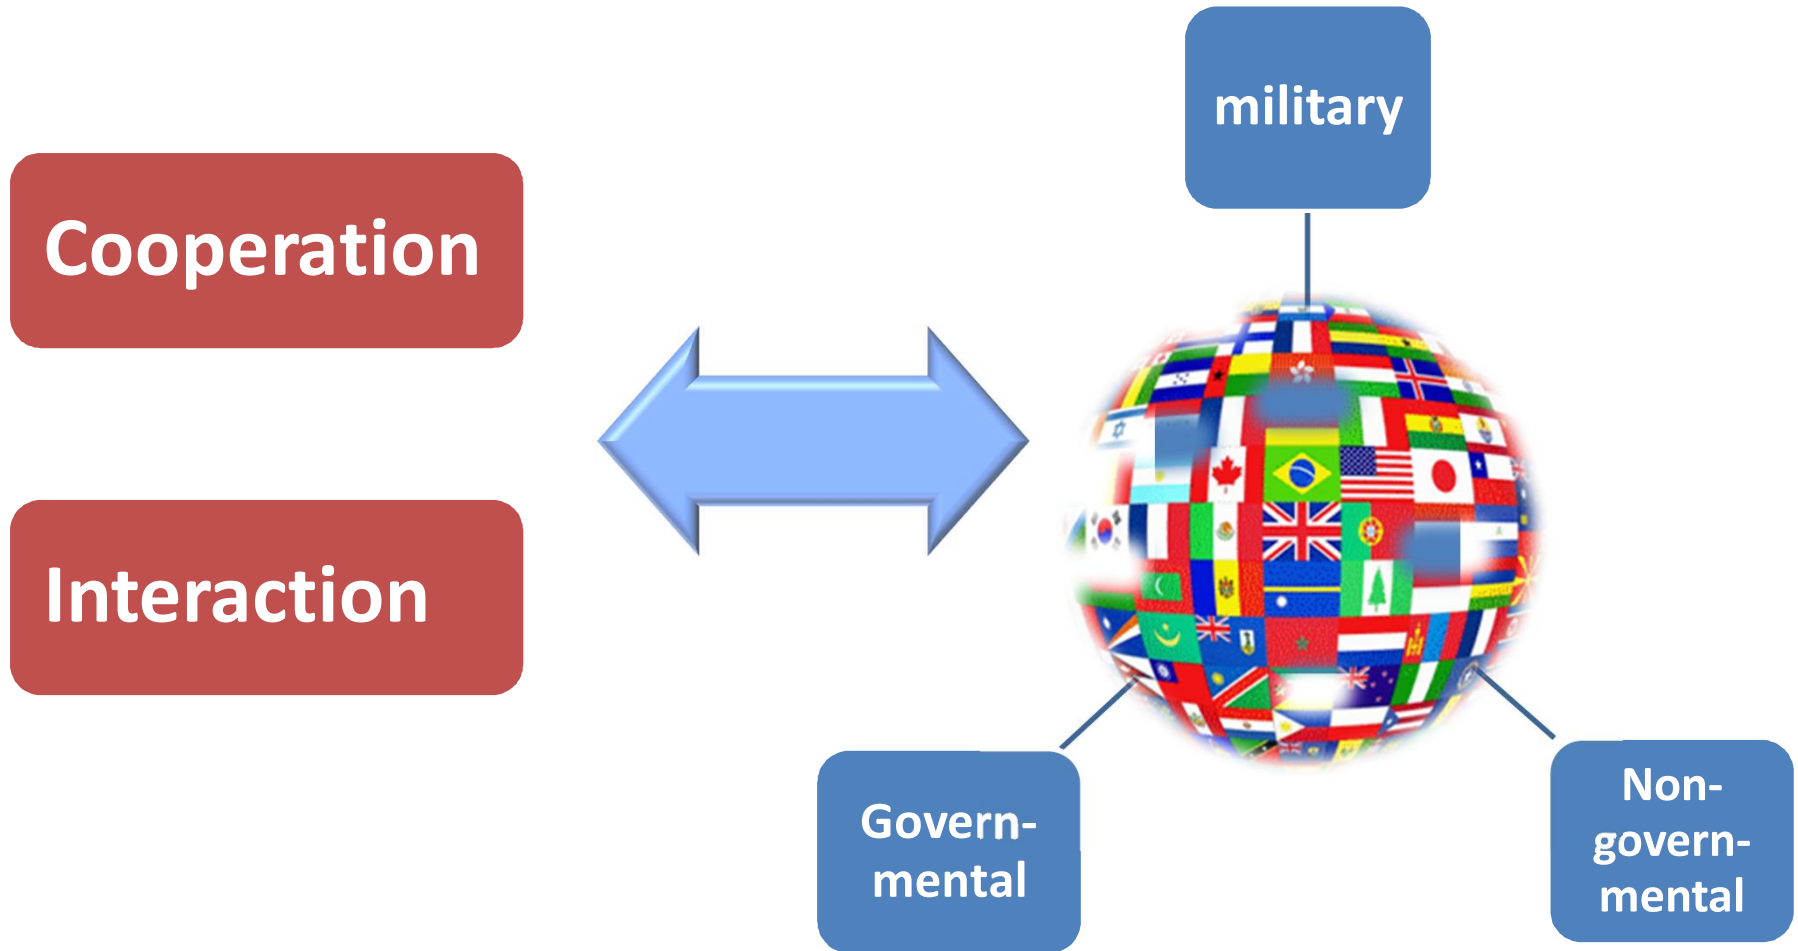 military
Cooperation
Interaction
Govern-
mental
Non-
govern-
mental